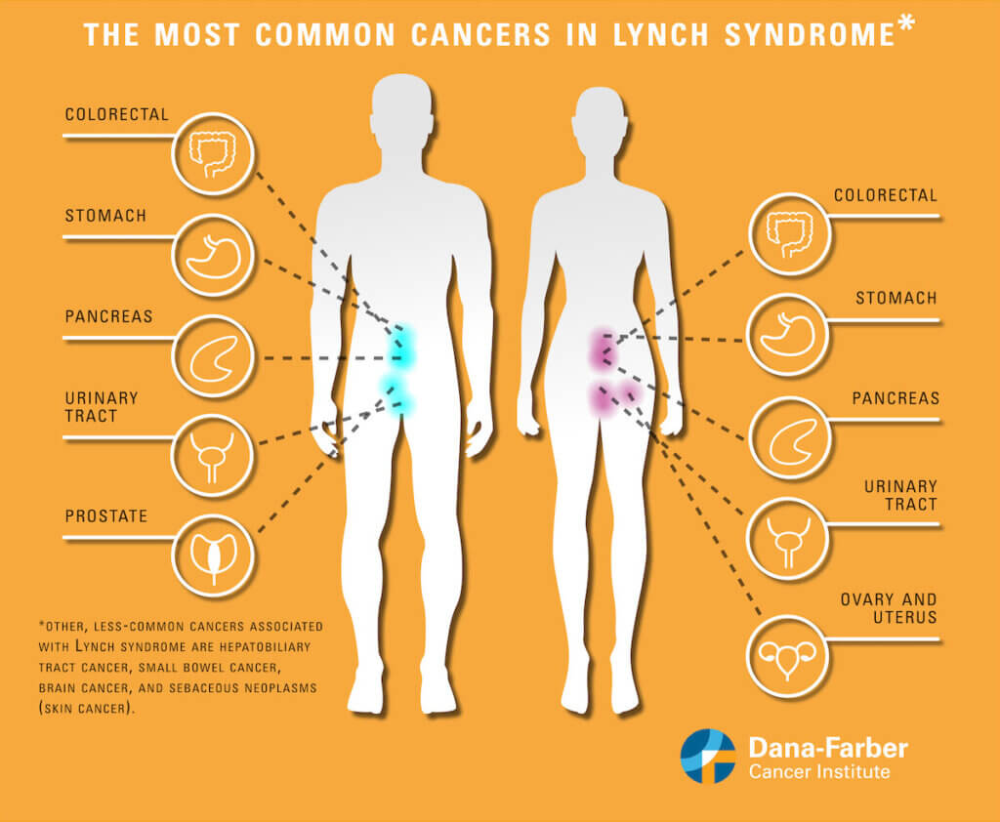 THE MOST COMMON CANCERS IN LYNCH SYNDROME*
COLORECTAL
STOMACH
PANCREAS
URINARY
TRACT
PROSTATE
COLORECTAL
STOMACH
PANCREAS
URINARY
TRACT
OVARY AND
UTERUS
*OTHER, LESS-COMMON CANCERS ASSOCIATED
WITH LYNCH SYNDROME ARE HEPATOBILIARY
TRACT CANCER, SMALL BOWEL CANCER,
BRAIN CANCER, AND SEBACEOUS NEOPLASMS
(SKIN CANCER).
Dana-Farber
Cancer Institute